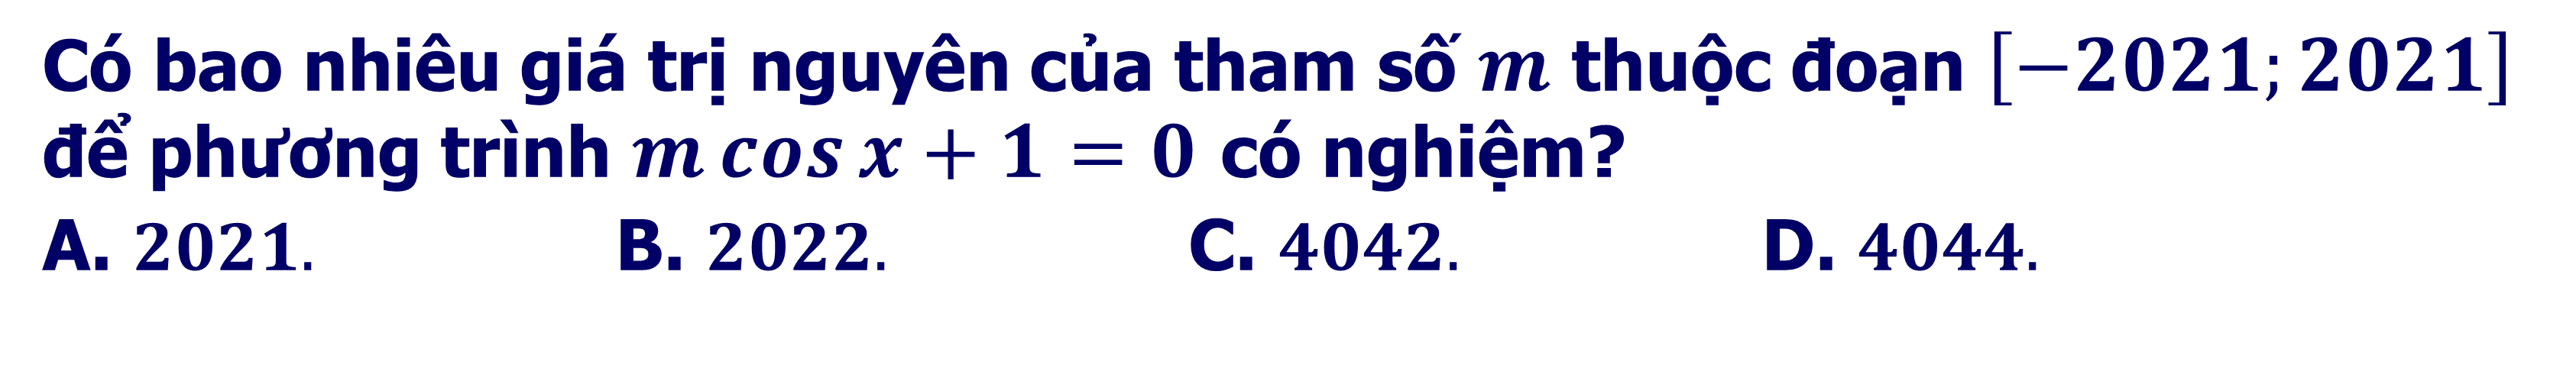 Có bao nhiêu giá trị nguyên của tham số m thuộc đoạn [−2021; 2021]
để phương trình m cos x + 1 = 0 có nghiệm?
A. 2021. B. 2022. C. 4042. D. 4044.